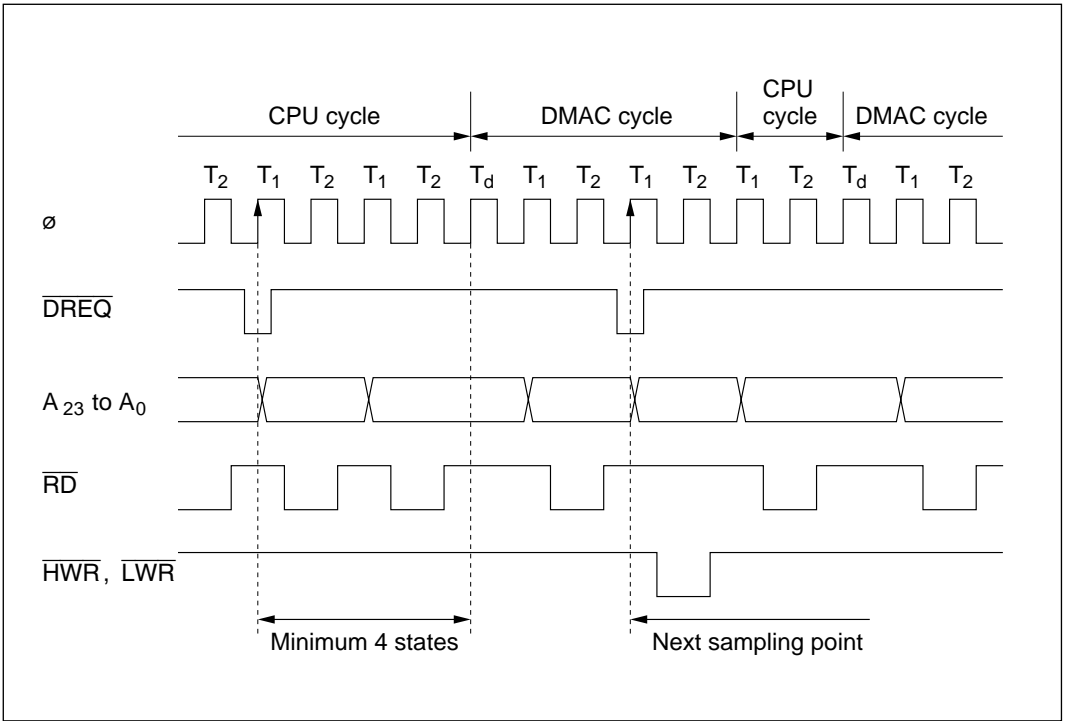 CPU cycle DMAC cycle CPU cycle DMAC cycle
T2 T1 T2 T1 T2 Td T1 T2 T1 T2 T1 T2 Td T1 T2
ø
DREQ
A23 to A0
RD
HWR, LWR
Minimum 4 states Next sampling point